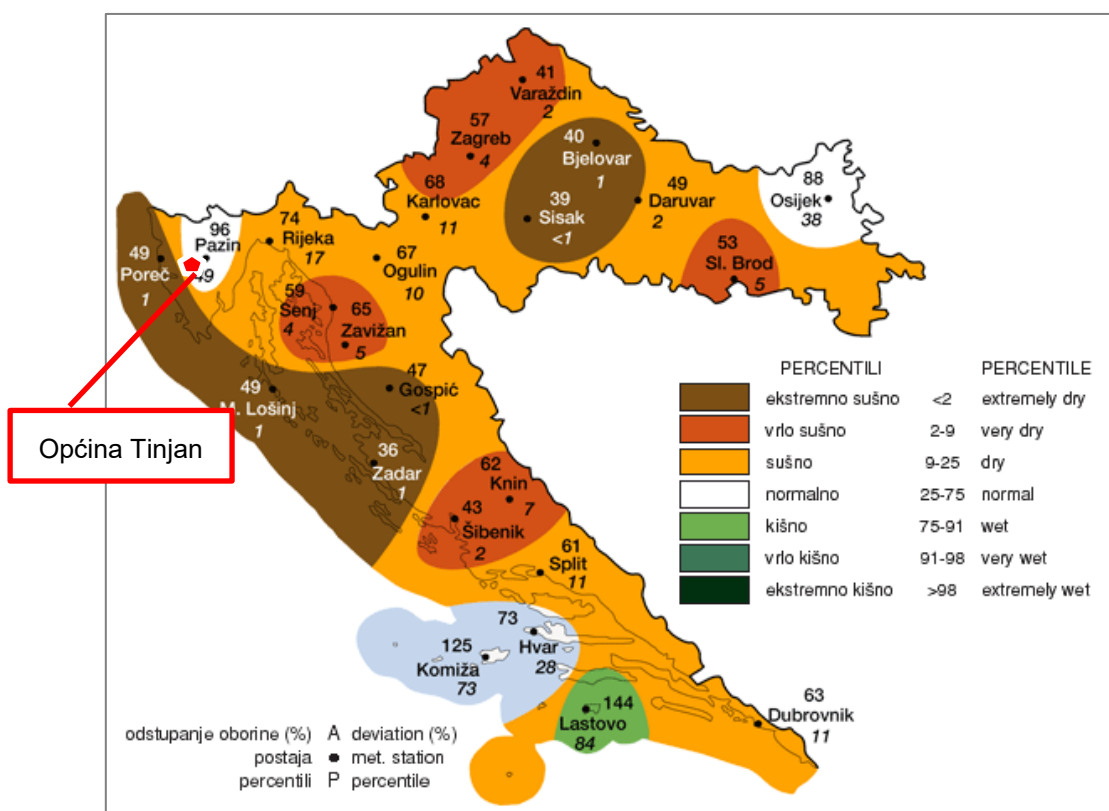 41
Varaždin
2
57
Zagreb
4
40
Bjelovar
1
39
Sisak
<1
49
Daruvar
2
88
Osijek
38
53
Sl. Brod
5
68
Karlovac
11
96
Pazin
49
74
Rijeka
17
67
Ogulin
10
49
Poreč
1
59
Senj
4
65
Zavižan
5
47
Gospić
<1
49
M. Lošinj
1
36
Zadar
1
Općina Tinjan
62
Knin
7
43
Šibenik
2
61
Split
11
73
Hvar
28
125
Komiža
73
144
Lastovo
84
63
Dubrovnik
11
PERCENTILI PERCENTILE
ekstremno sušno <2 extremely dry
vrlo sušno 2-9 very dry
sušno 9-25 dry
normalno 25-75 normal
kišno 75-91 wet
vrlo kišno 91-98 very wet
ekstremno kišno >98 extremely wet
odstupanje oborine (%) A deviation (%)
postaja met. station
percentili P percentile